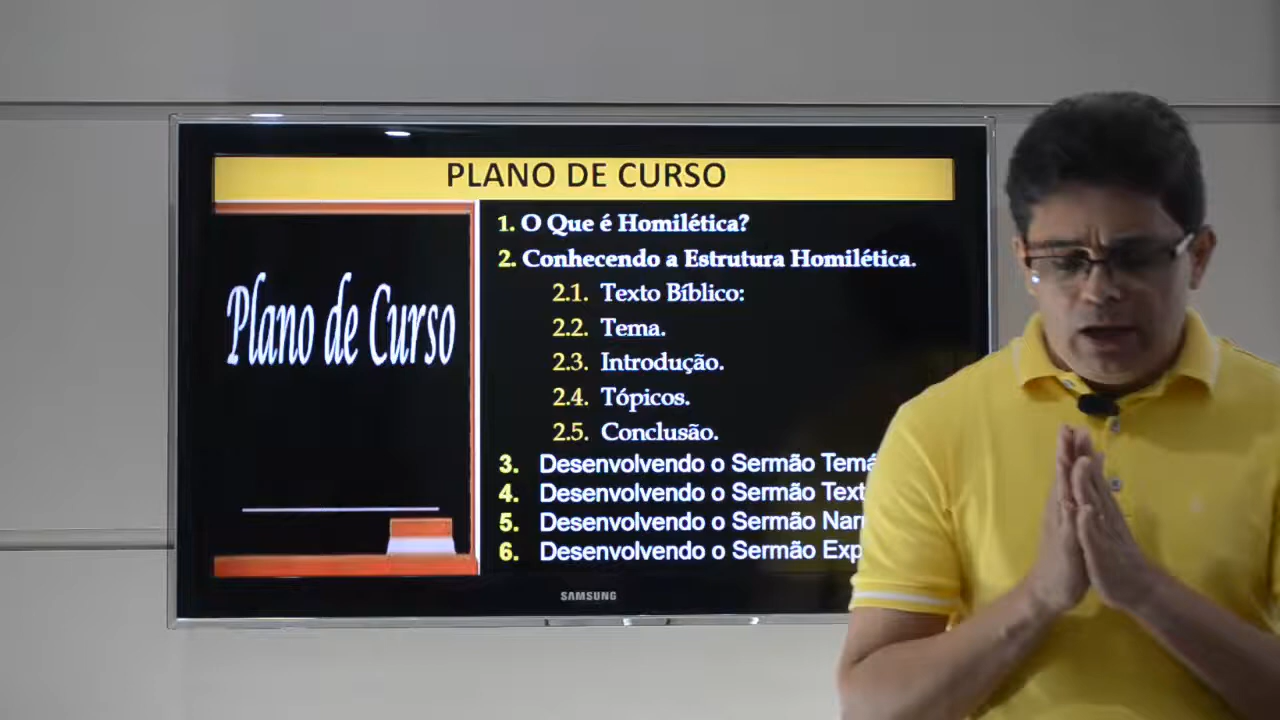 PLANO DE CURSO
Plano de Curso
1. O Que é Homilética?
2. Conhecendo a Estrutura Homilética.
2.1. Texto Bíblico:
2.2. Tema.
2.3. Introdução.
2.4. Tópicos.
2.5. Conclusão.
3. Desenvolvendo o Sermão
4. Desenvolvendo o Sermão
5. Desenvolvendo o Sermão
6. Desenvolvendo o Sermão
SAMSUNG